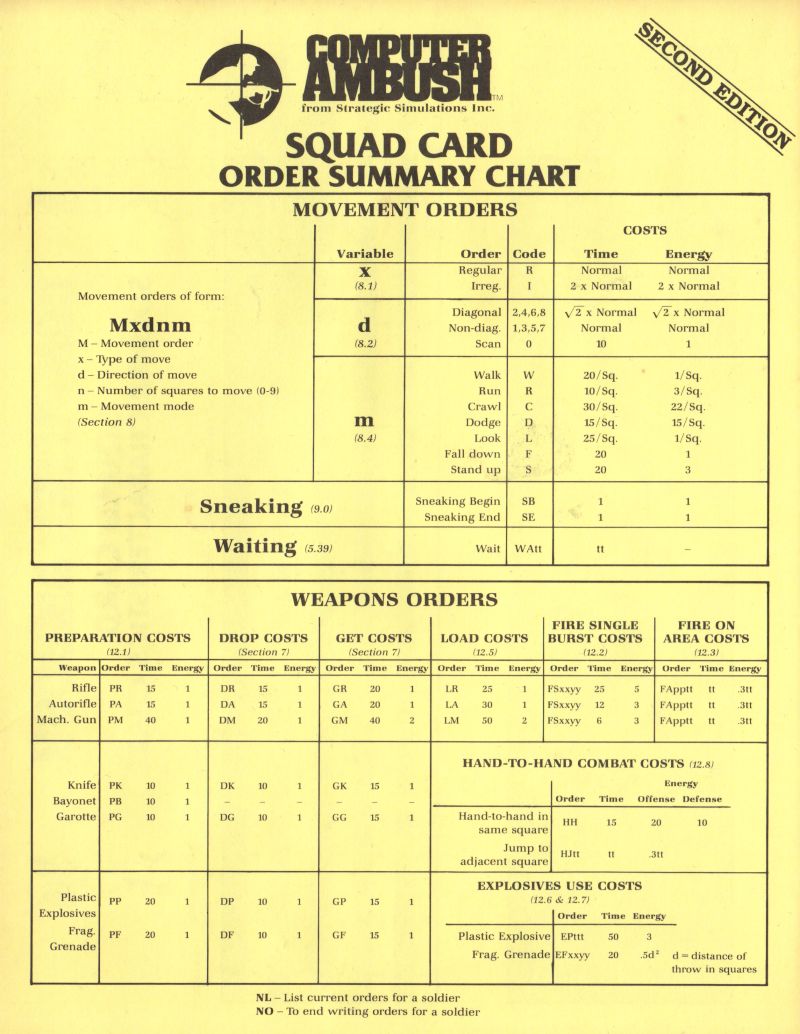 COMPUTER
AMBUSH™
from Strategic Simulations Inc.
SECOND EDITION
SQUAD CARD
ORDER SUMMARY CHART
MOVEMENT ORDERS
COSTS
Variable Order Code Time Energy
Movement orders of form:
Mxdnm
M – Movement order
x – Type of move
d – Direction of move
n – Number of squares to move (0-9)
m – Movement mode
(Section 8)
x
(8.1)
Regular R Normal Normal
Irreg. I 2 x Normal 2 x Normal
d
(8.2)
Diagonal 2,4,6,8 √2 x Normal √2 x Normal
Non-diag. 1,3,5,7 Normal Normal
Scan 0 10 1
m
(8.4)
Walk W 20/Sq. 1/Sq.
Run R 10/Sq. 3/Sq.
Crawl C 30/Sq. 22/Sq.
Dodge D 15/Sq. 15/Sq.
Look L 25/Sq. 1/Sq.
Fall down F 20 1
Stand up S 20 3
Sneaking (9.0)
Sneaking Begin SB 1 1
Sneaking End SE 1 1
Waiting (5.39) Wait WAtt tt –
WEAPONS ORDERS
PREPARATION COSTS
(12.1)
DROP COSTS
(Section 7)
GET COSTS
(Section 7)
LOAD COSTS
(12.5)
FIRE SINGLE
BURST COSTS
(12.2)
FIRE ON
AREA COSTS
(12.3)
Weapon Order Time Energy Order Time Energy Order Time Energy Order Time Energy Order Time Energy Order Time Energy
Rifle PR 15 1 DR 15 1 GR 20 1 LR 25 1 FSxxyy 25 5 FApptt tt .3tt
Autorifle PA 15 1 DA 15 1 GA 20 1 LA 30 1 FSxxyy 12 3 FApptt tt .3tt
Mach. Gun PM 40 1 DM 20 1 GM 40 2 LM 50 2 FSxxyy 6 3 FApptt tt .3tt
Knife PK 10 1 DK 10 1 GK 15 1
Bayonet PB 10 1 – – – – – –
Garotte PG 10 1 DG 10 1 GG 15 1
HAND-TO-HAND COMBAT COSTS (12.8)
Energy
Order Time Offense Defense
Hand-to-hand in
same square HH 15 20 10
Jump to
adjacent square HJtt tt .3tt
Plastic
Explosives PP 20 1 DP 10 1 GP 15 1
Frag.
Grenade PF 20 1 DF 10 1 GF 15 1
EXPLOSIVES USE COSTS
(12.6 & 12.7)
Order Time Energy
Plastic Explosive EPttt 50 3
Frag. Grenade EFxxyy 20 .5d² d = distance of
throw in squares
NL – List current orders for a soldier
NO – To end writing orders for a soldier